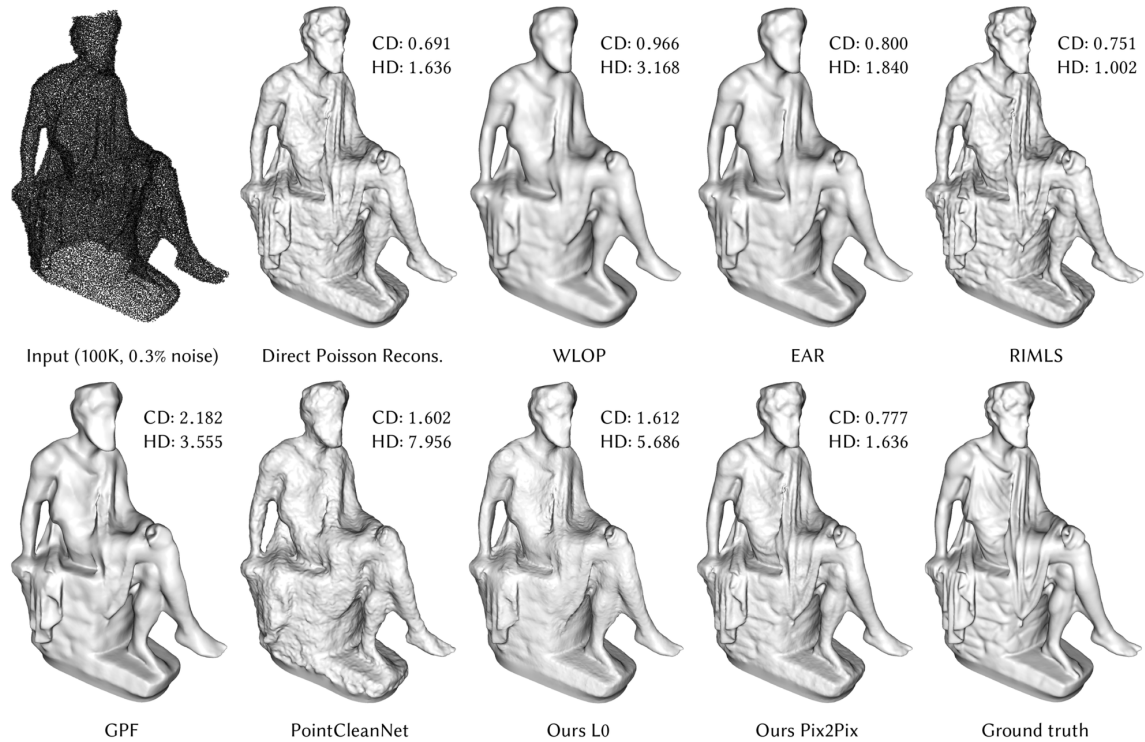 CD: 0.691
HD: 1.636
CD: 0.966
HD: 3.168
CD: 0.800
HD: 1.840
CD: 0.751
HD: 1.002
Input (100K, 0.3% noise)
Direct Poisson Recons.
WLOP
EAR
RIMLS
CD: 2.182
HD: 3.555
CD: 1.602
HD: 7.956
CD: 1.612
HD: 5.686
CD: 0.777
HD: 1.636
GPF
PointCleanNet
Ours L0
Ours Pix2Pix
Ground truth